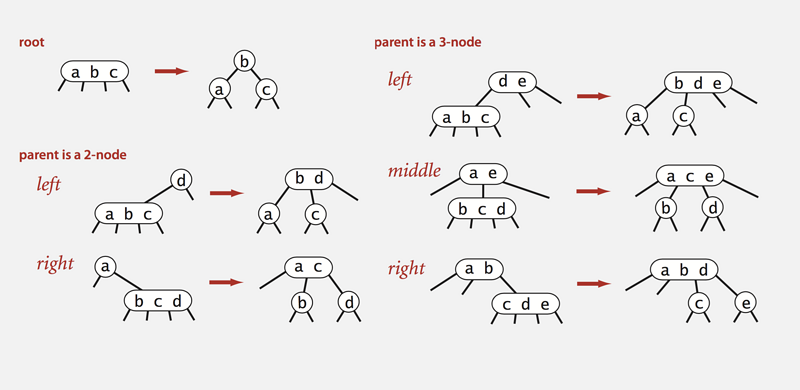 root
a b c
b
a
c
parent is a 2-node
left
d
a b c
b d
a
c
right
a
b c d
a c
b
d
parent is a 3-node
left
d e
a b c
b d e
a
c
middle
a e
b c d
a c e
b
d
right
a b
c d e
a b d
c
e